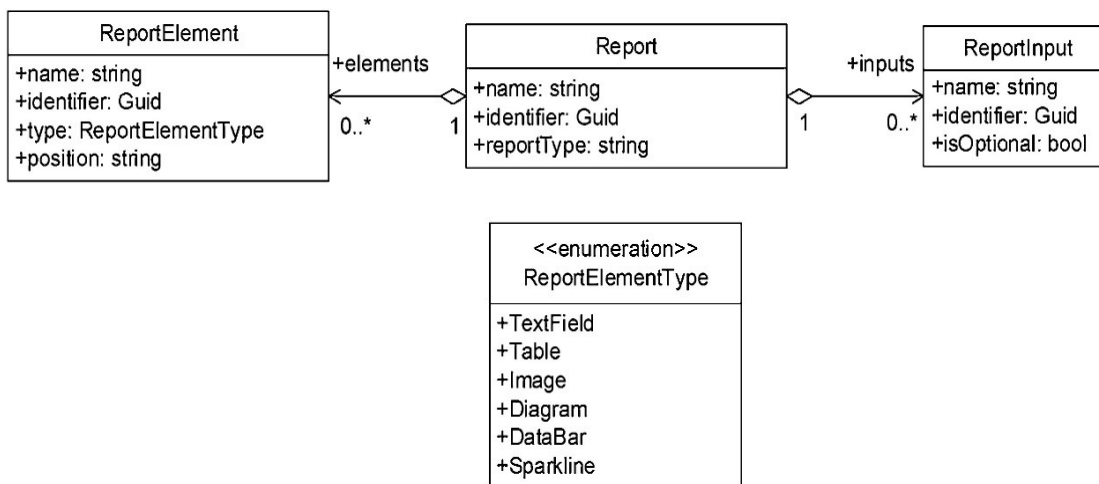 ReportElement
+name: string
+identifier: Guid
+type: ReportElementType
+position: string
+elements
0..*
1
Report
+name: string
+identifier: Guid
+reportType: string
+inputs
1
0..*
ReportInput
+name: string
+identifier: Guid
+isOptional: bool
<<enumeration>>
ReportElementType
+TextField
+Table
+Image
+Diagram
+DataBar
+Sparkline